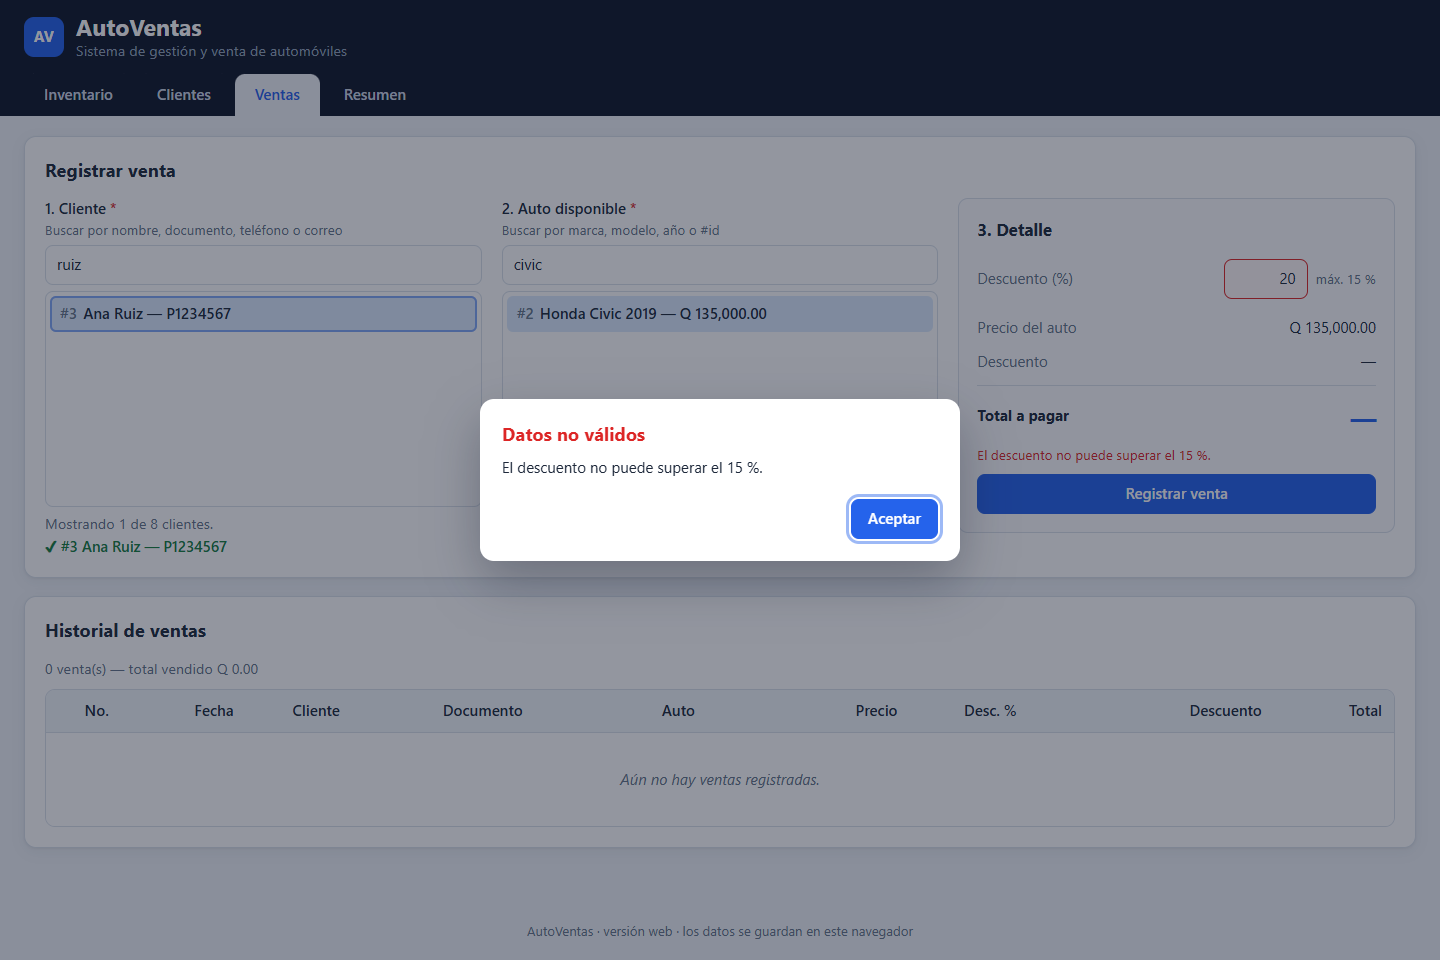 AV
AutoVentas
Sistema de gestión y venta de automóviles
Inventario Clientes Ventas Resumen
Registrar venta
1. Cliente *
Buscar por nombre, documento, teléfono o correo
ruiz
#3 Ana Ruiz — P1234567
Mostrando 1 de 8 clientes.
✔ #3 Ana Ruiz — P1234567
2. Auto disponible *
Buscar por marca, modelo, año o #id
civic
#2 Honda Civic 2019 — Q 135,000.00
3. Detalle
Descuento (%) 20 máx. 15 %
Precio del auto Q 135,000.00
Descuento —
Total a pagar —
El descuento no puede superar el 15 %.
Registrar venta
Datos no válidos
El descuento no puede superar el 15 %.
Aceptar
Historial de ventas
0 venta(s) — total vendido Q 0.00
No. Fecha Cliente Documento Auto Precio Desc. % Descuento Total
Aún no hay ventas registradas.
AutoVentas · versión web · los datos se guardan en este navegador